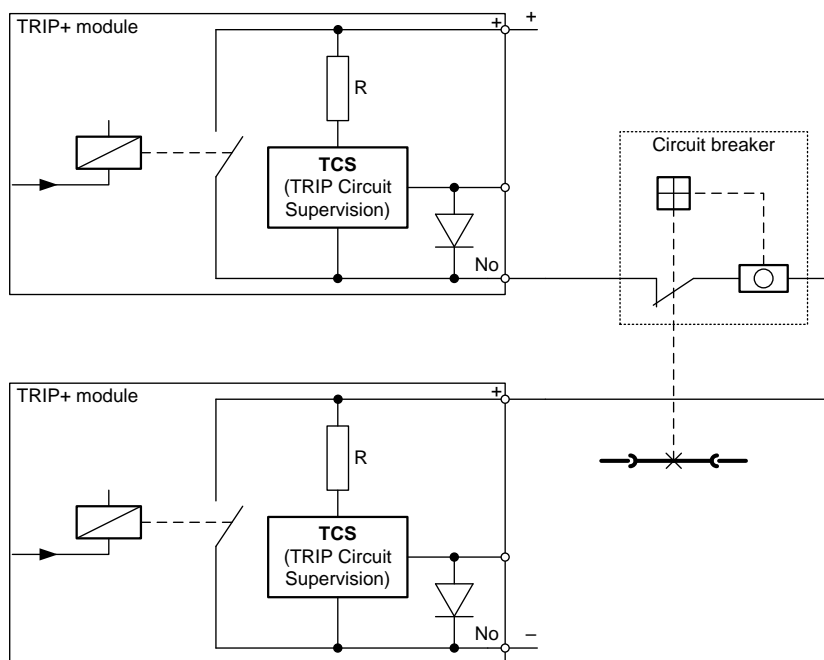 TRIP+ module
+
+
R
TCS
(TRIP Circuit
Supervision)
No
Circuit breaker
TRIP+ module
+
R
TCS
(TRIP Circuit
Supervision)
No
–